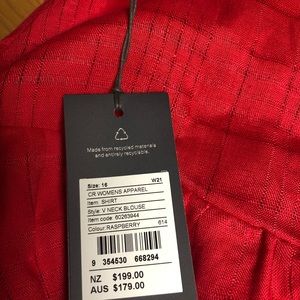 Made from recycled materials
and entirely recyclable.
Size: 16 W21
CR WOMENS APPAREL
Item: SHIRT
Style: V NECK BLOUSE
Item code: 60263944
Colour: RASPBERRY 614
9 354530 668294
NZ $199.00
AUS $179.00